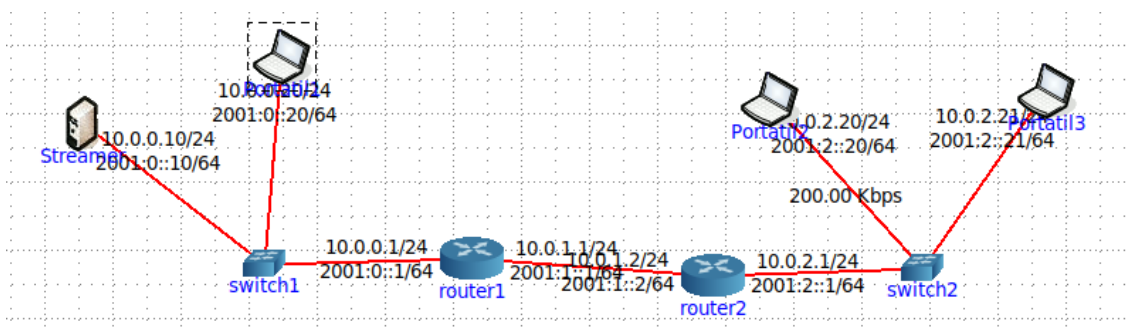 10.0.0.20/24
2001:0::20/64
10.0.0.10/24
Streamer
2001:0::10/64
10.0.0.1/24
2001:0::1/64
switch1
router1
10.0.1.1/24
2001:1::1/64
10.0.1.2/24
2001:1::2/64
router2
10.0.2.1/24
2001:2::1/64
switch2
200.00 Kbps
.0.2.20/24
Portatil2
2001:2::20/64
10.0.2.21/
Portatil3
2001:2::21/64